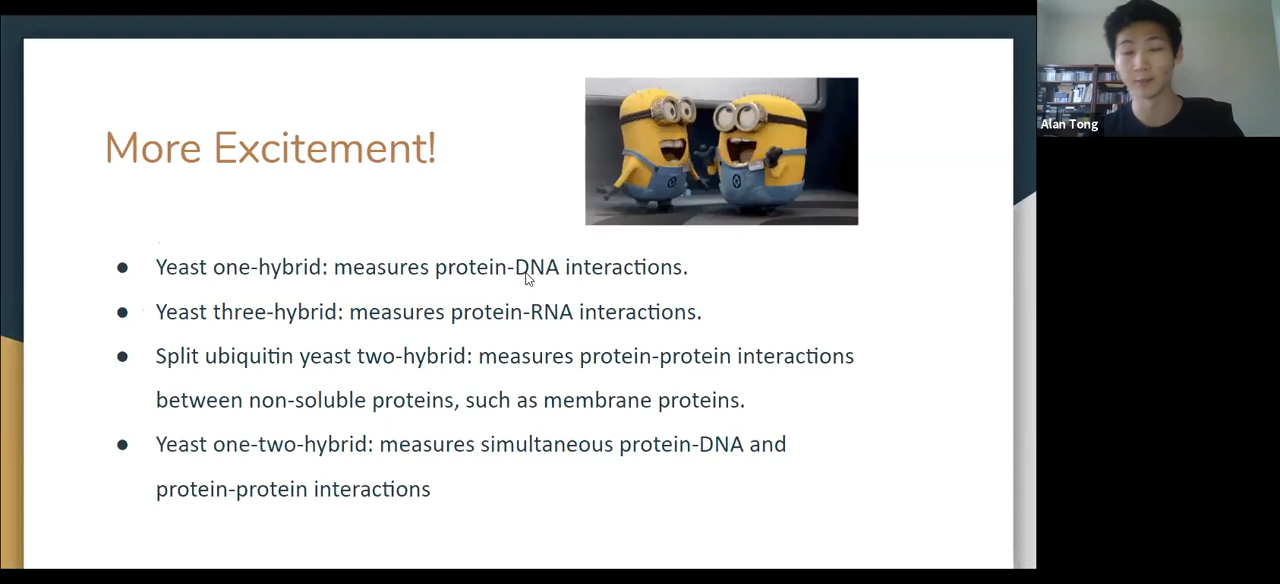 More Excitement!
● Yeast one-hybrid: measures protein-DNA interactions.
● Yeast three-hybrid: measures protein-RNA interactions.
● Split ubiquitin yeast two-hybrid: measures protein-protein interactions
between non-soluble proteins, such as membrane proteins.
● Yeast one-two-hybrid: measures simultaneous protein-DNA and
protein-protein interactions
Alan Tong